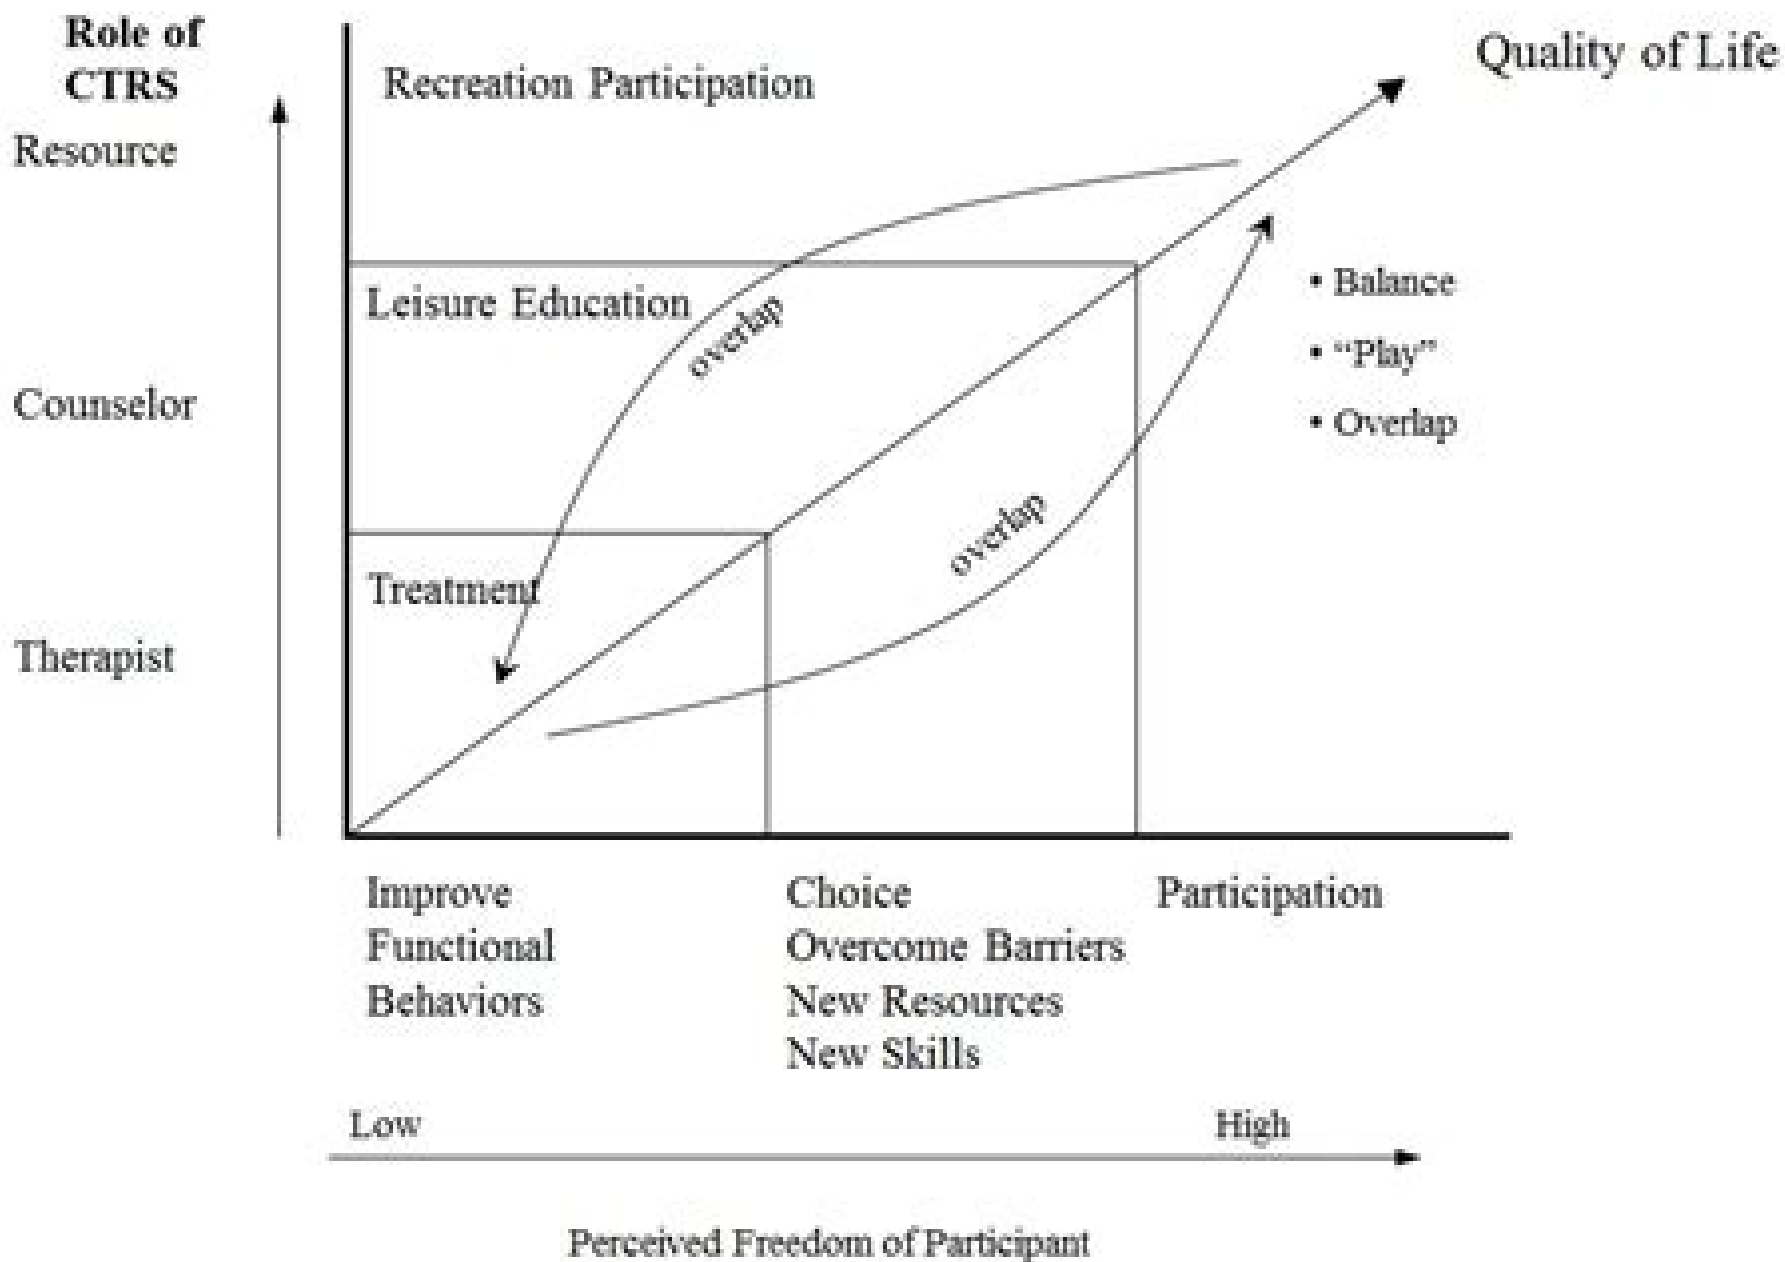 Role of
CTRS
Resource
Counselor
Therapist
Recreation Participation
Quality of Life
Leisure Education
overlap
• Balance
• “Play”
• Overlap
overlap
Treatment
Improve
Functional
Behaviors
Choice
Overcome Barriers
New Resources
New Skills
Participation
Low
High
Perceived Freedom of Participant